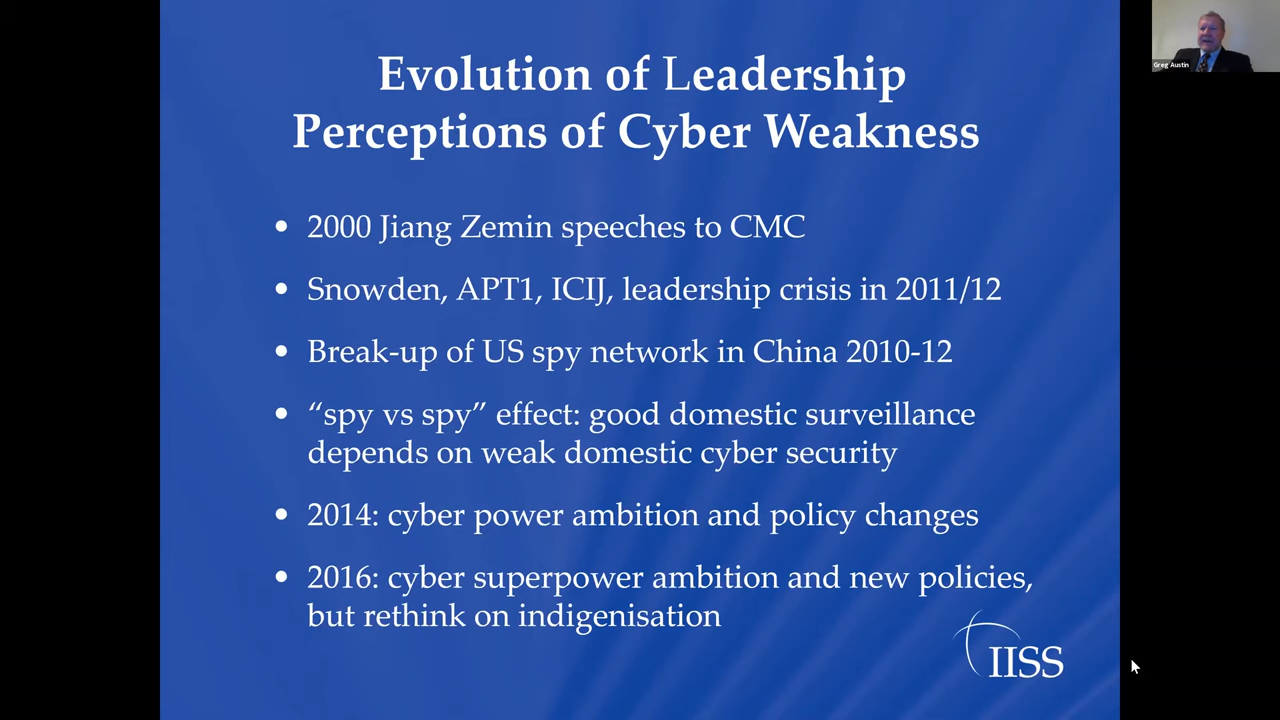 Evolution of Leadership
Perceptions of Cyber Weakness
• 2000 Jiang Zemin speeches to CMC
• Snowden, APT1, ICIJ, leadership crisis in 2011/12
• Break-up of US spy network in China 2010-12
• “spy vs spy” effect: good domestic surveillance
depends on weak domestic cyber security
• 2014: cyber power ambition and policy changes
• 2016: cyber superpower ambition and new policies,
but rethink on indigenisation
IISS
Greg Austin